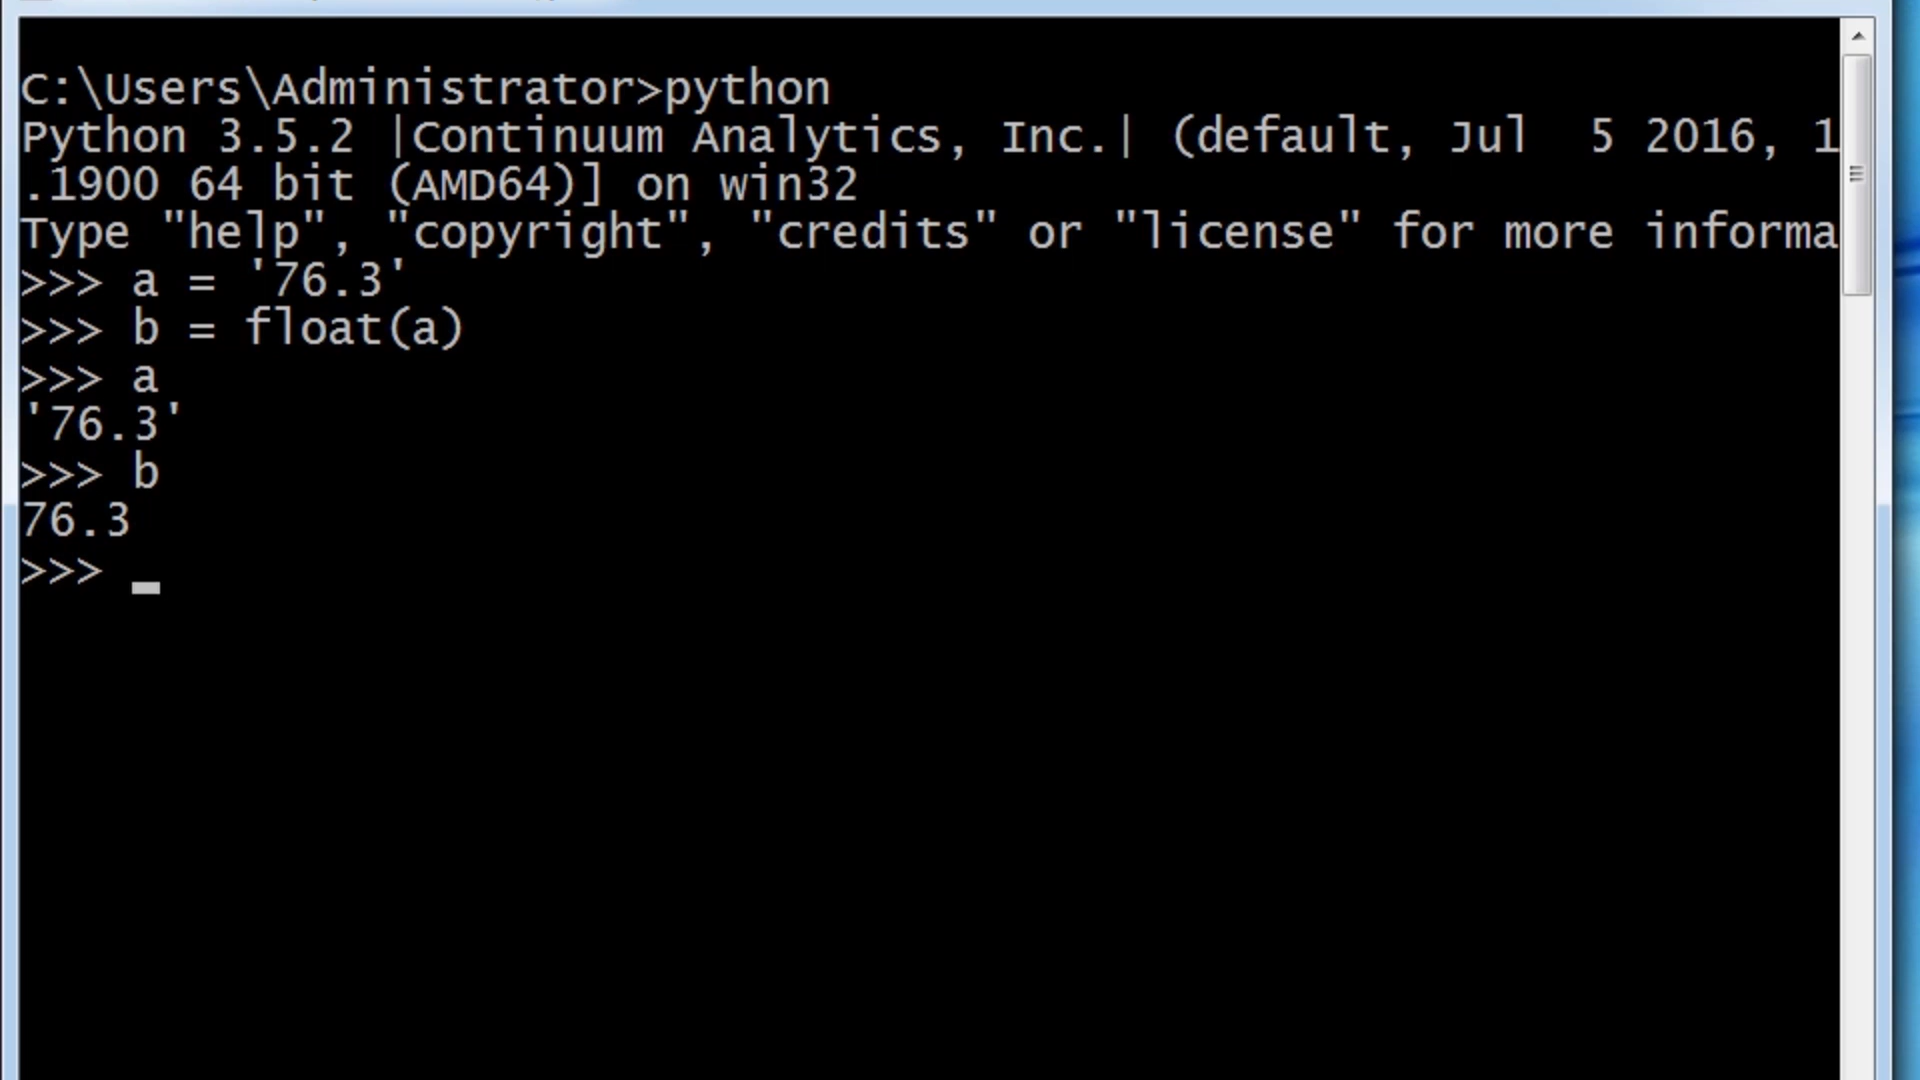 C:\Users\Administrator>python
Python 3.5.2 |Continuum Analytics, Inc.| (default, Jul  5 2016, 1
.1900 64 bit (AMD64)] on win32
Type "help", "copyright", "credits" or "license" for more informa
>>> a = '76.3'
>>> b = float(a)
>>> a
'76.3'
>>> b
76.3
>>>